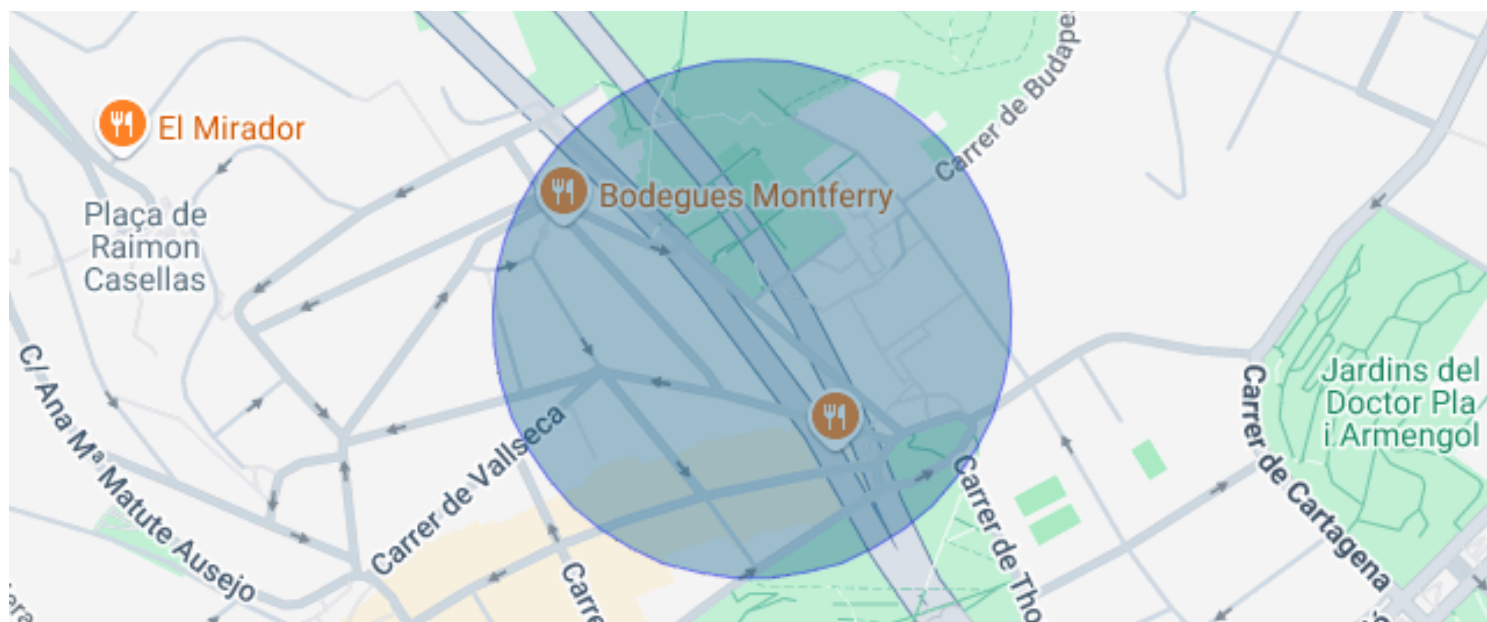 Carrer de Budapes
El Mirador
Bodegues Montferry
Plaça de
Raimon
Casellas
C/ Ana Mª Matute Ausejo
Carrer de Vallseca
Jardins del
Doctor Pla
i Armengol
Carrer de Cartagena
Carrer de Tho
Carre